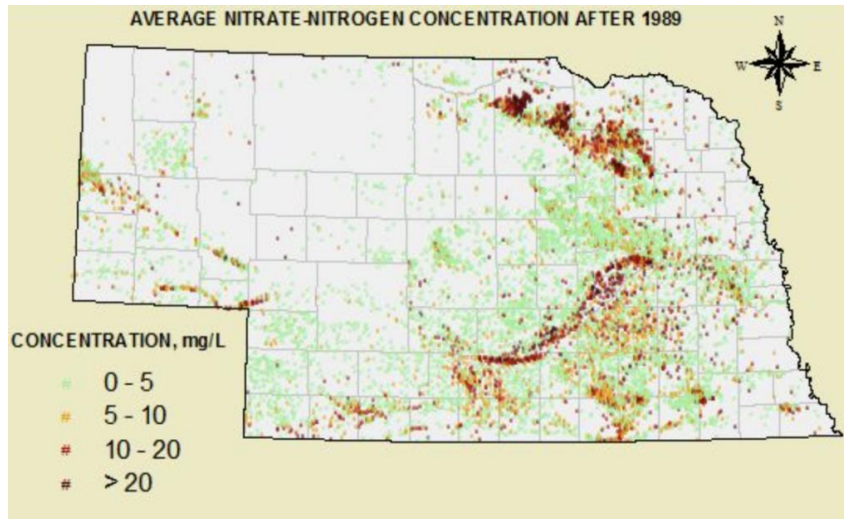 AVERAGE NITRATE-NITROGEN CONCENTRATION AFTER 1989
N
W E
S
CONCENTRATION, mg/L
# 0 - 5
# 5 - 10
# 10 - 20
# > 20